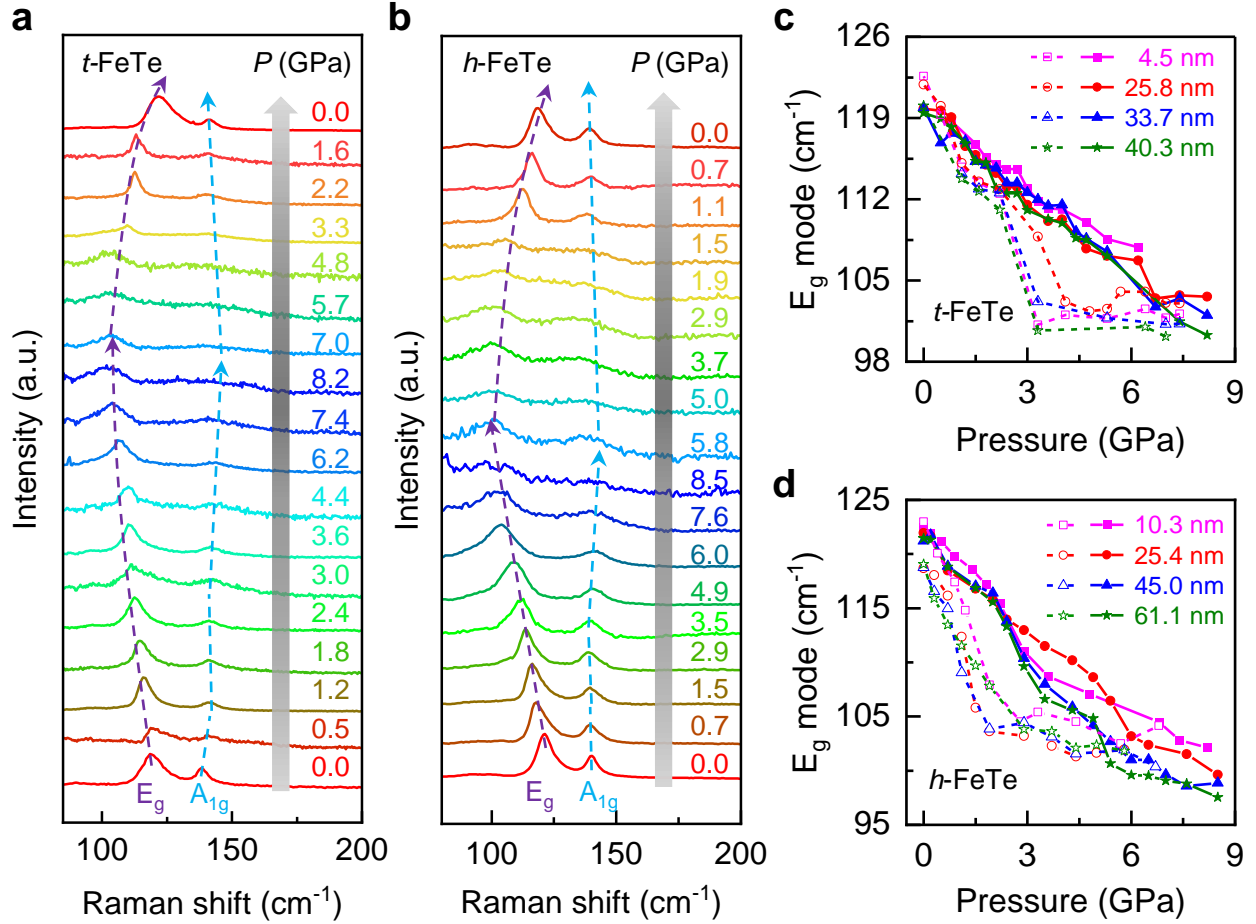 a
t-FeTe
P (GPa)
0.0
1.6
2.2
3.3
4.8
5.7
7.0
8.2
7.4
6.2
4.4
3.6
3.0
2.4
1.8
1.2
0.5
0.0
Eg
A1g
100
150
200
Raman shift (cm-1)
Intensity (a.u.)
b
h-FeTe
P (GPa)
0.0
0.7
1.1
1.5
1.9
2.9
3.7
5.0
5.8
8.5
7.6
6.0
4.9
3.5
2.9
1.5
0.7
0.0
Eg
A1g
100
150
200
Raman shift (cm-1)
Intensity (a.u.)
c
126
119
112
105
98
Eg mode (cm-1)
4.5 nm
25.8 nm
33.7 nm
40.3 nm
t-FeTe
0
3
6
9
Pressure (GPa)
d
125
115
105
95
Eg mode (cm-1)
10.3 nm
25.4 nm
45.0 nm
61.1 nm
h-FeTe
0
3
6
9
Pressure (GPa)